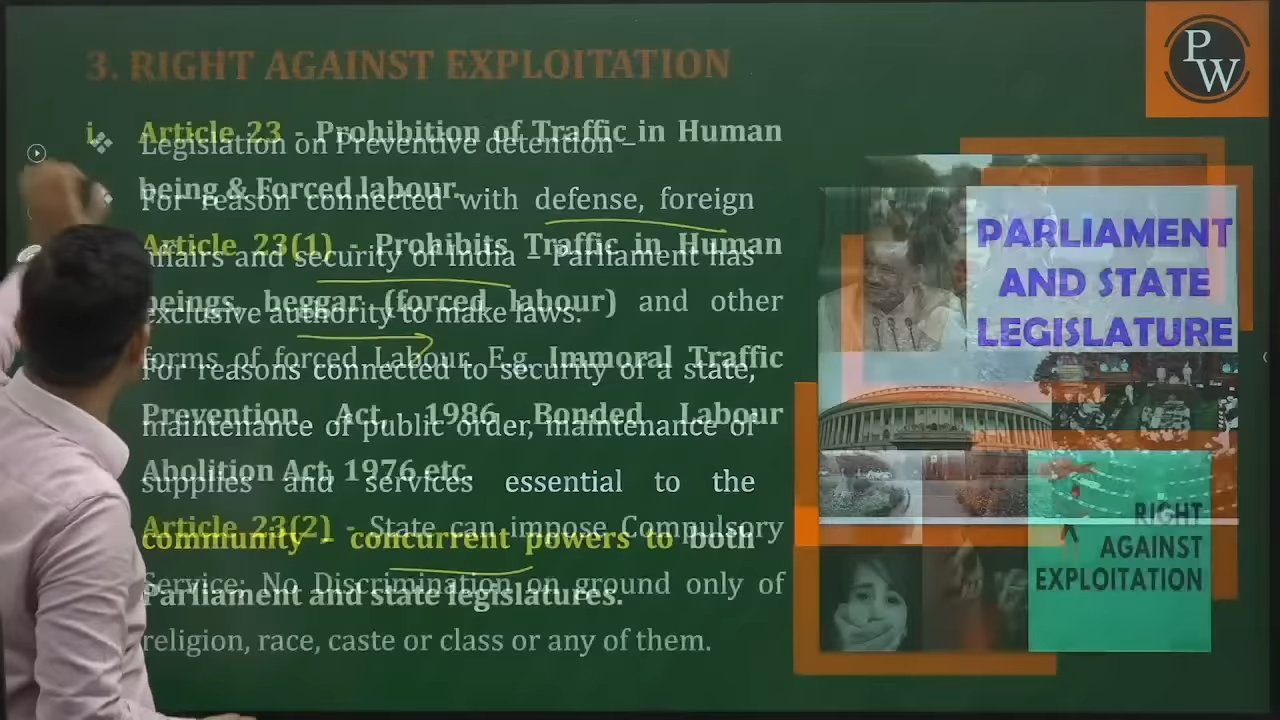 3. RIGHT AGAINST EXPLOITATION
i. Article 23 - Prohibition of Traffic in Human
being & Forced labour.
Article 23(1) - Prohibits Traffic in Human
beings, beggar (forced labour) and other
forms of forced Labour. E.g. Immoral Traffic
Prevention Act, 1986 Bonded Labour
Abolition Act, 1976 etc.
Article 23(2) - State can impose Compulsory
Service; No Discrimination on ground only of
religion, race, caste or class or any of them.
Legislation on Preventive detention –
For reason connected with defense, foreign
affairs and security of India – Parliament has
exclusive authority to make laws.
For reasons connected to security of a state,
maintenance of public order, maintenance of
supplies and services essential to the
community - concurrent powers to both
Parliament and state legislatures.
PW
PARLIAMENT
AND STATE
LEGISLATURE
RIGHT
AGAINST
EXPLOITATION